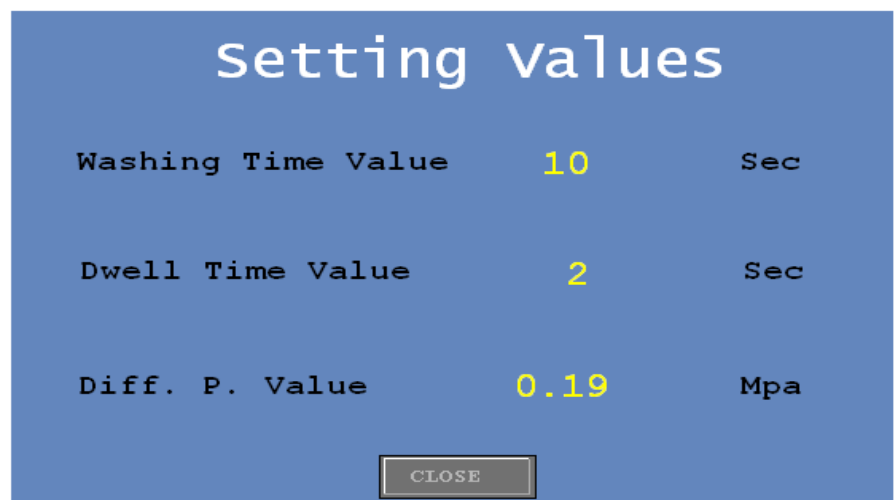 Setting Values
Washing Time Value 10 Sec
Dwell Time Value 2 Sec
Diff. P. Value 0.19 Mpa
CLOSE